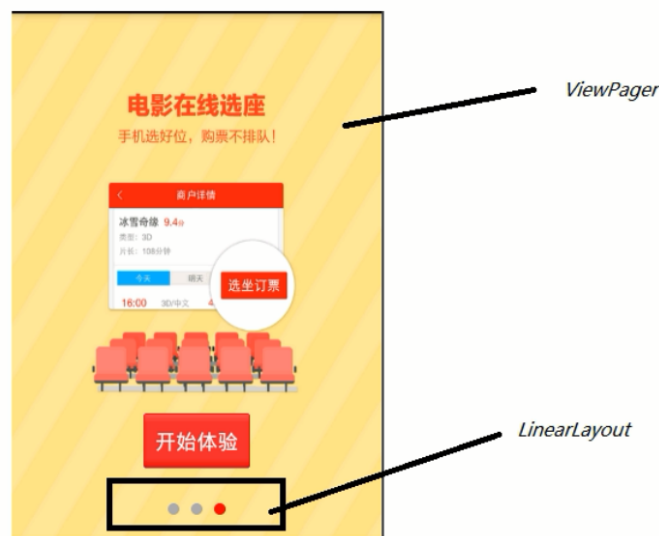 电影在线选座
手机选好位，购票不排队！
商户详情
冰雪奇缘 9.4分
类型：3D
片长：108分钟
今天 明天
选坐订票
16:00 3D/中文 4
开始体验
ViewPager
LinearLayout